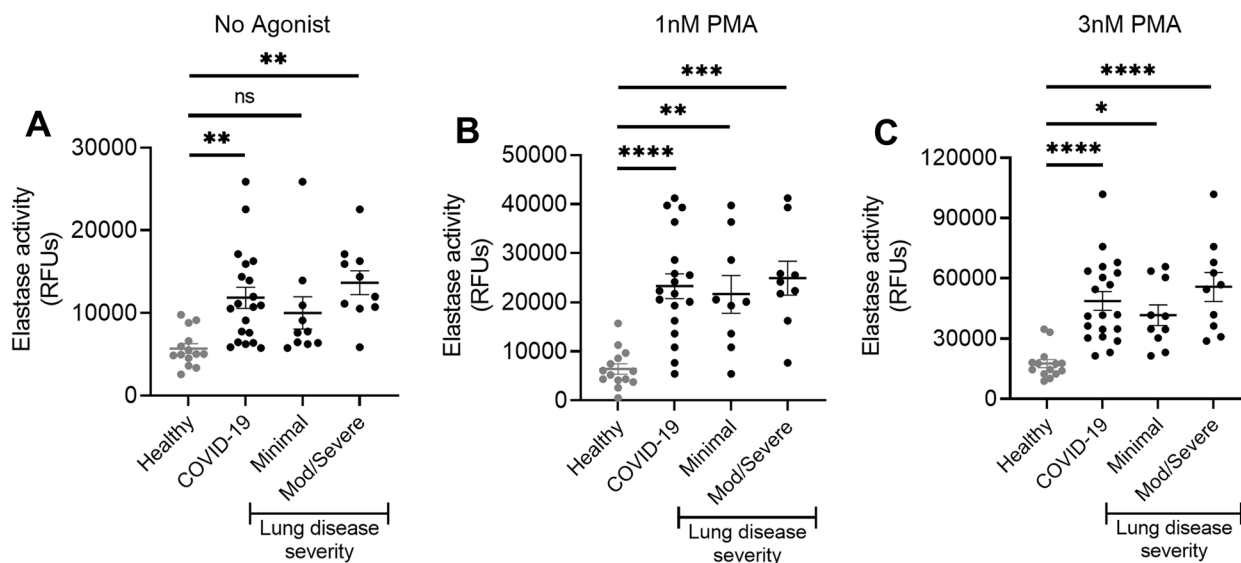 No Agonist
**
ns
**
A
30000
20000
10000
0
Elastase activity
(RFUs)
Healthy
COVID-19
Minimal
Mod/Severe
Lung disease
severity
1nM PMA
***
**
****
B
50000
40000
30000
20000
10000
0
Elastase activity
(RFUs)
Healthy
COVID-19
Minimal
Mod/Severe
Lung disease
severity
3nM PMA
****
*
****
C
120000
90000
60000
30000
0
Elastase activity
(RFUs)
Healthy
COVID-19
Minimal
Mod/Severe
Lung disease
severity